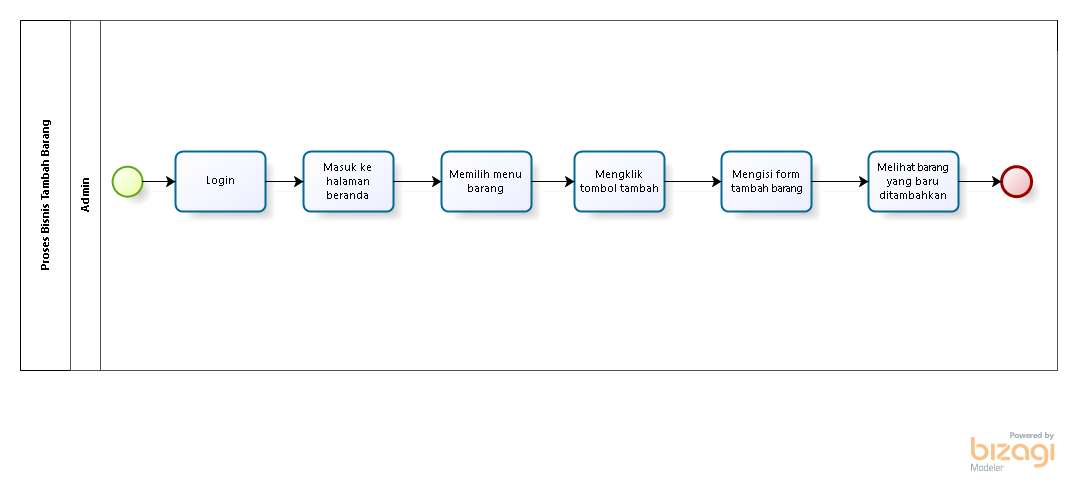 Proses Bisnis Tambah Barang
Admin
Login
Masuk ke
halaman
beranda
Memilih menu
barang
Mengklik
tombol tambah
Mengisi form
tambah barang
Melihat barang
yang baru
ditambahkan
Powered by
bizagi
Modeler